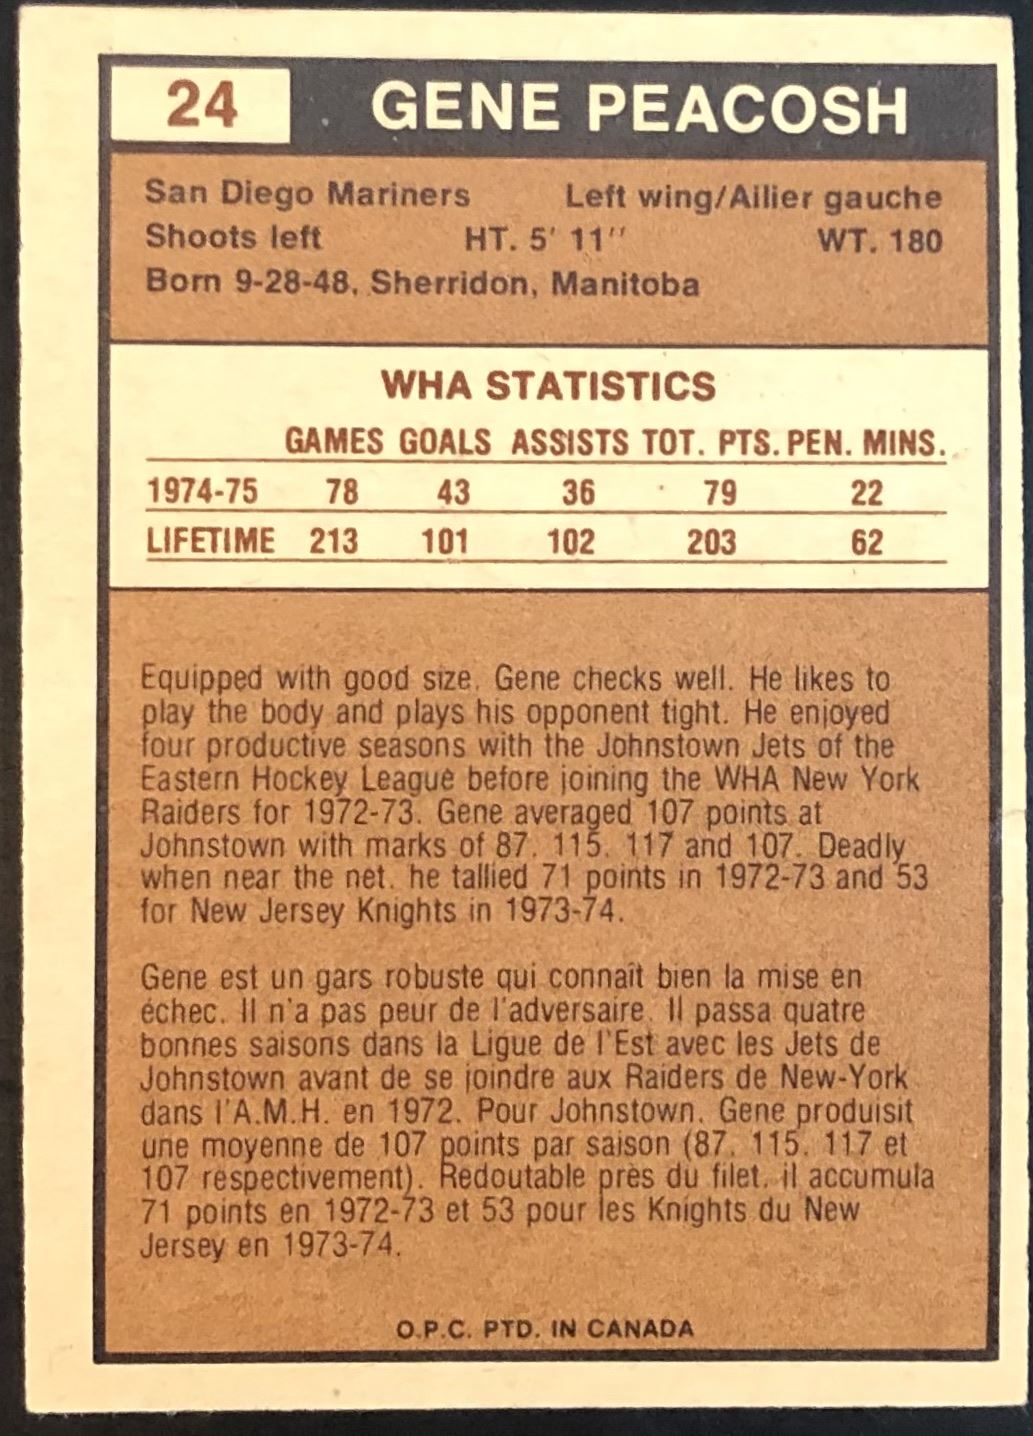 24 GENE PEACOSH
San Diego Mariners Left wing/Ailier gauche
Shoots left HT. 5' 11" WT. 180
Born 9-28-48, Sherridon, Manitoba
WHA STATISTICS
GAMES GOALS ASSISTS TOT. PTS. PEN. MINS.
1974-75 78 43 36 79 22
LIFETIME 213 101 102 203 62
Equipped with good size, Gene checks well. He likes to
play the body and plays his opponent tight. He enjoyed
four productive seasons with the Johnstown Jets of the
Eastern Hockey League before joining the WHA New York
Raiders for 1972-73. Gene averaged 107 points at
Johnstown with marks of 87, 115, 117 and 107. Deadly
when near the net, he tallied 71 points in 1972-73 and 53
for New Jersey Knights in 1973-74.
Gene est un gars robuste qui connaît bien la mise en
échec. Il n'a pas peur de l'adversaire. Il passa quatre
bonnes saisons dans la Ligue de l'Est avec les Jets de
Johnstown avant de se joindre aux Raiders de New-York
dans l'A.M.H. en 1972. Pour Johnstown, Gene produisit
une moyenne de 107 points par saison (87, 115, 117 et
107 respectivement). Redoutable près du filet, il accumula
71 points en 1972-73 et 53 pour les Knights du New
Jersey en 1973-74.
O.P.C. PTD. IN CANADA